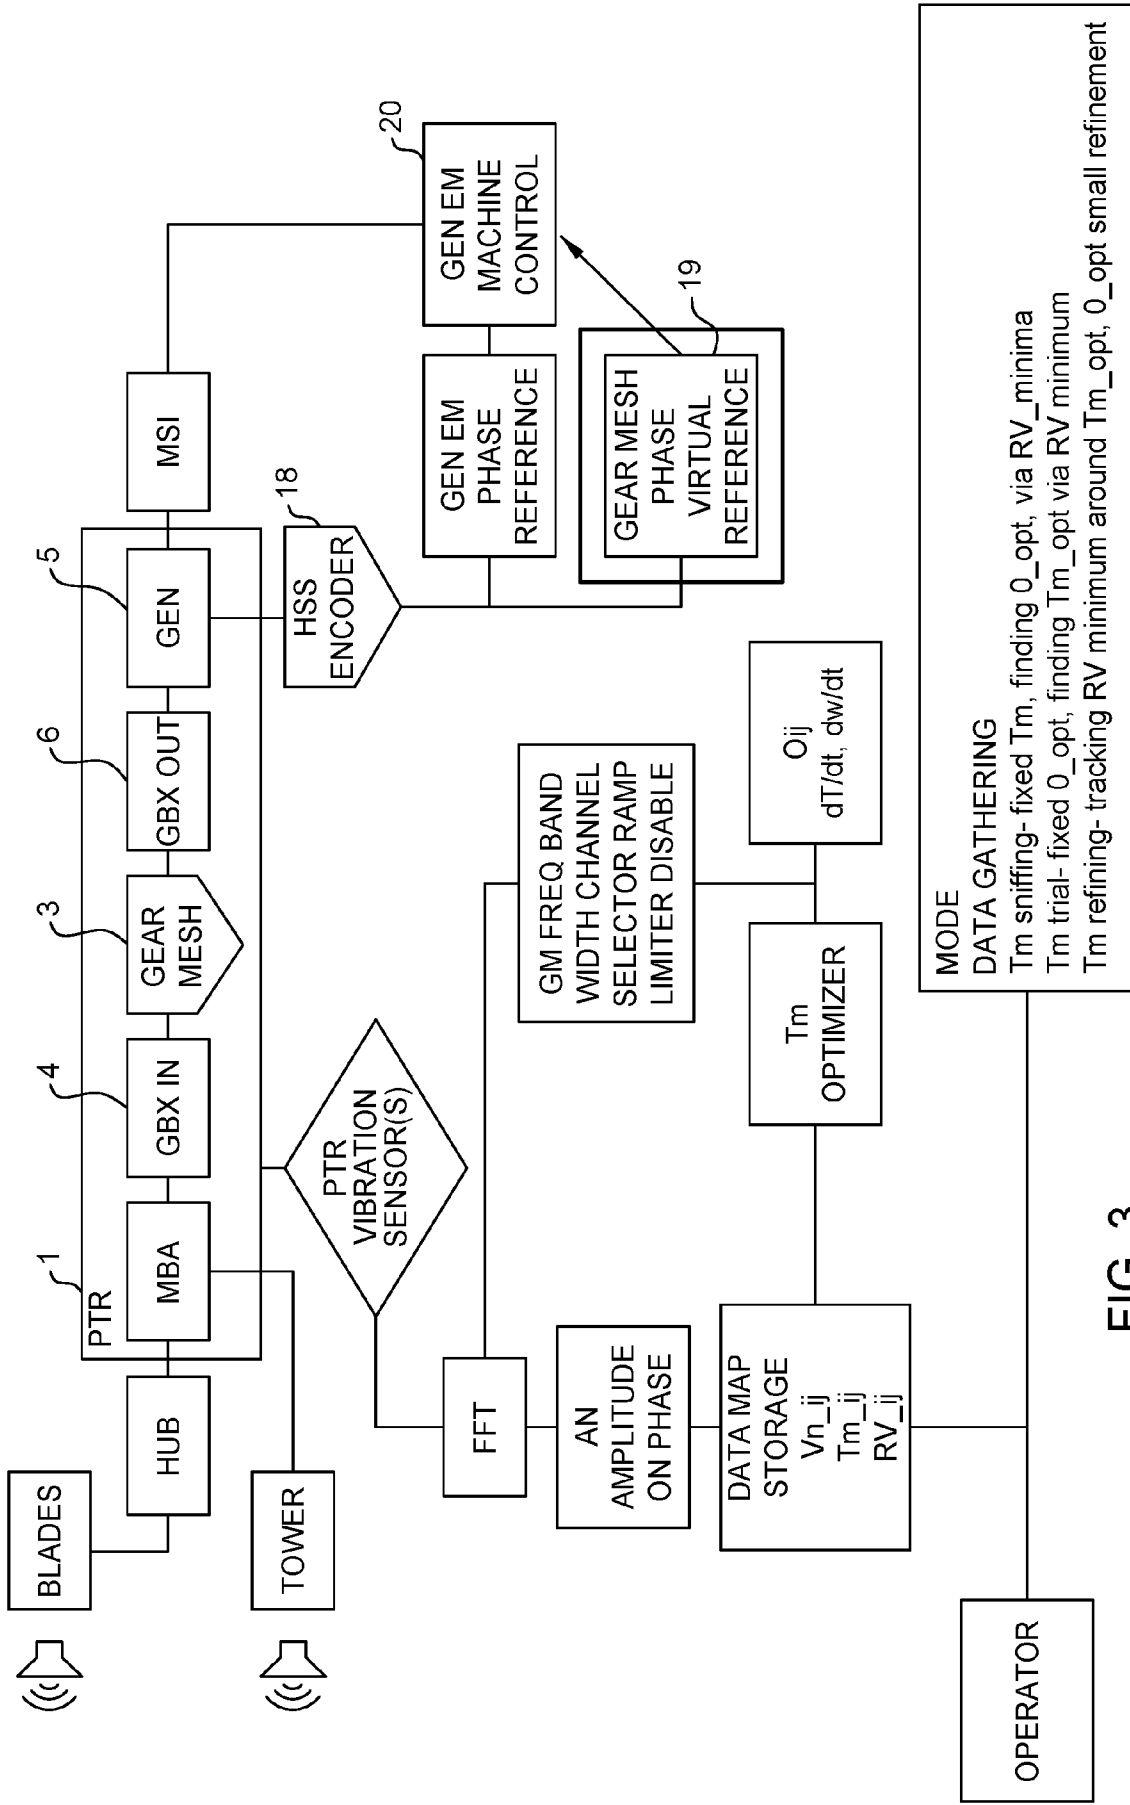 BLADES
HUB
TOWER
1
PTR
MBA
4
GBX IN
3
GEAR
MESH
6
GBX OUT
5
GEN
MSI
PTR
VIBRATION
SENSOR(S)
HSS
ENCODER
18
20
GEN EM
MACHINE
CONTROL
GEN EM
PHASE
REFERENCE
GEAR MESH
PHASE
VIRTUAL
REFERENCE
19
FFT
AN
AMPLITUDE
ON PHASE
DATA MAP
STORAGE
Vn_ij
Tm_ij
RV_ij
GM FREQ BAND
WIDTH CHANNEL
SELECTOR RAMP
LIMITER DISABLE
Tm
OPTIMIZER
Oij
dT/dt, dw/dt
OPERATOR
MODE
DATA GATHERING
Tm sniffing- fixed Tm, finding 0_opt, via RV_minima
Tm trial- fixed 0_opt, finding Tm_opt via RV minimum
Tm refining- tracking RV minimum around Tm_opt, 0_opt small refinement
FIG. 3